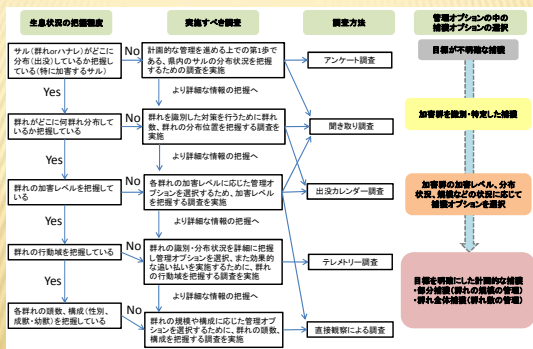 生息状況の把握程度
実施すべき調査
調査方法
管理オプションの中の
捕獲オプションの選択
サル(群れorハナレ)がどこに
分布(出没)しているか把握し
ている(特に加害するサル)
No
計画的な管理を進める上での第1歩で
ある、県内のサルの分布状況を把握
するための調査を実施
アンケート調査
目標が不明確な捕獲
Yes
より詳細な情報の把握へ
群れがどこに何群れ分布してい
るか把握している
No
群れを識別した対策を行うために群れ
数、群れの分布位置を把握する調査を
実施
聞き取り調査
加害群を識別・特定した捕獲
Yes
より詳細な情報の把握へ
群れの加害レベルを把握して
いる
No
各群れの加害レベルに応じた管理オ
プションを選択するため、加害レベル
を把握する調査を実施
出没カレンダー調査
加害群の加害レベル、分布
状況、規模などの状況に応じて
捕獲オプションを選択
Yes
より詳細な情報の把握へ
群れの行動域を把握している
No
群れの識別・分布状況を詳細に把握
し管理オプションを選択、また効果的
な追い払いを実施するために、群れ
の行動域を把握する調査を実施
テレメトリー調査
目標を明確にした計画的な捕獲
・部分捕獲(群れの規模の管理)
・群れ全体捕獲(群れ数の管理)
Yes
より詳細な情報の把握へ
各群れの頭数、構成(性別、
成獣・幼獣)を把握している
No
群れの規模や構成に応じた管理オプ
ションを選択するために、群れの頭数、
構成を把握する調査を実施
直接観察による調査